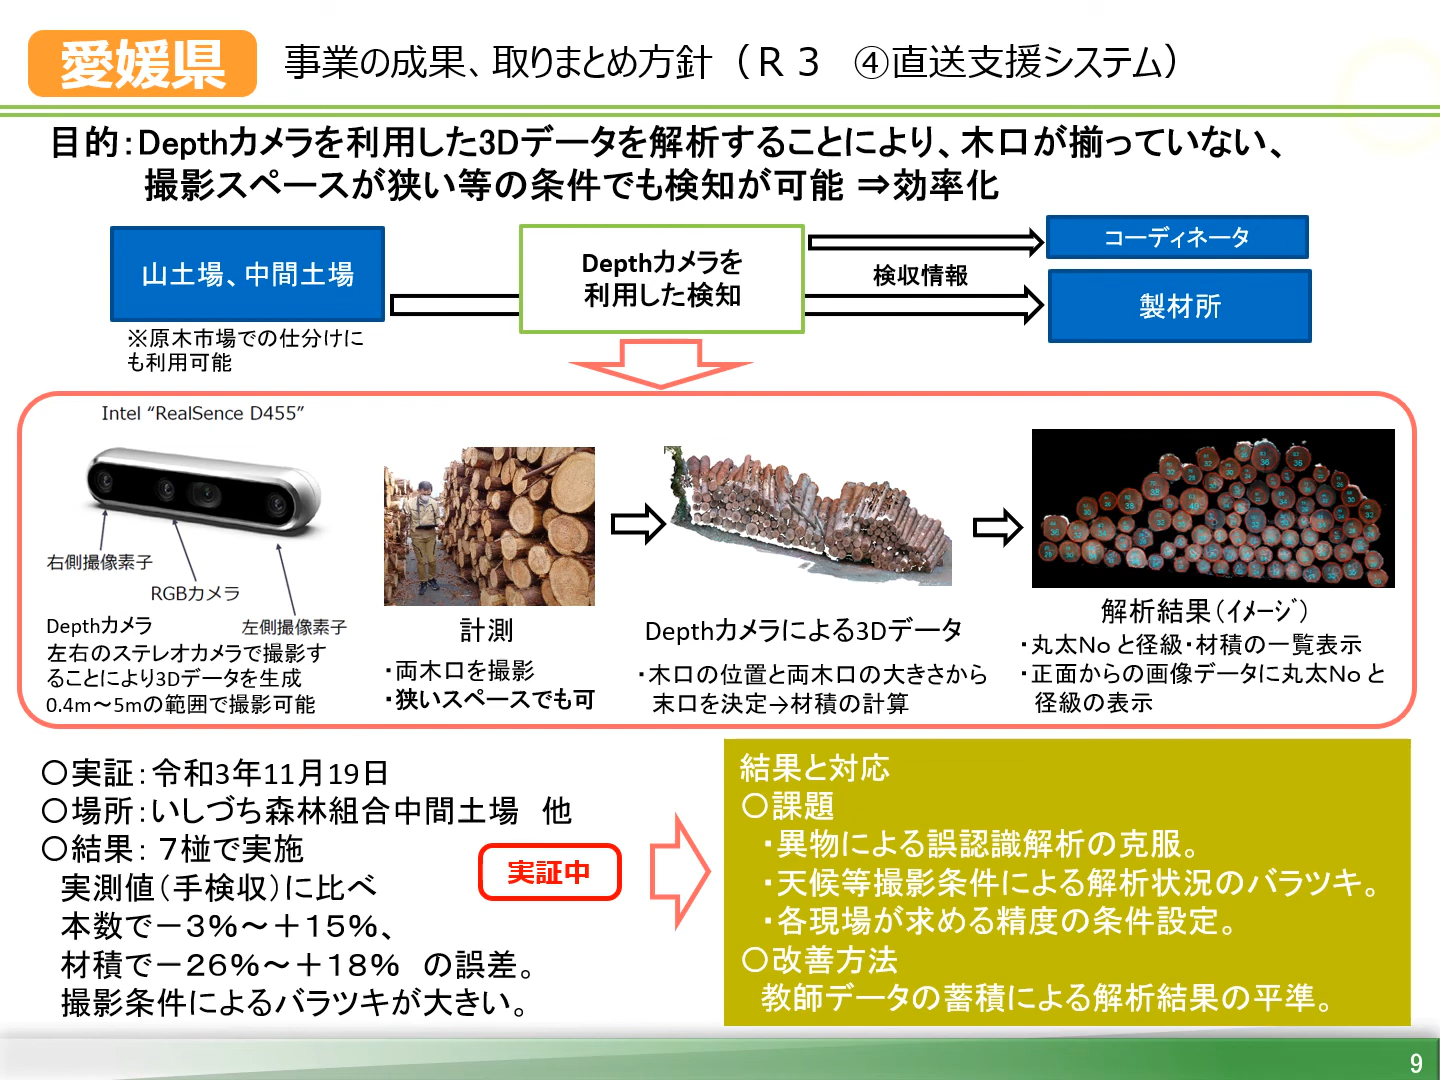 愛媛県
事業の成果、取りまとめ方針（R３　④直送支援システム）
目的：Depthカメラを利用した3Dデータを解析することにより、木口が揃っていない、
撮影スペースが狭い等の条件でも検知が可能 ⇒効率化
山土場、中間土場
※原木市場での仕分けに
も利用可能
Depthカメラを
利用した検知
検収情報
コーディネータ
製材所
Intel “RealSence D455”
右側撮像素子
RGBカメラ
左側撮像素子
Depthカメラ
左右のステレオカメラで撮影す
ることにより3Dデータを生成
0.4m～5mの範囲で撮影可能
計測
・両木口を撮影
・狭いスペースでも可
Depthカメラによる3Dデータ
・木口の位置と両木口の大きさから
末口を決定→材積の計算
解析結果（ｲﾒｰｼﾞ）
・丸太No と径級・材積の一覧表示
・正面からの画像データに丸太No と
径級の表示
○実証：令和3年11月19日
○場所：いしづち森林組合中間土場　他
○結果：７椪で実施
実測値（手検収）に比べ
本数で－３％～＋１５％、
材積で－２６％～＋１８％　の誤差。
撮影条件によるバラツキが大きい。
実証中
結果と対応
○課題
・異物による誤認識解析の克服。
・天候等撮影条件による解析状況のバラツキ。
・各現場が求める精度の条件設定。
○改善方法
教師データの蓄積による解析結果の平準。
9